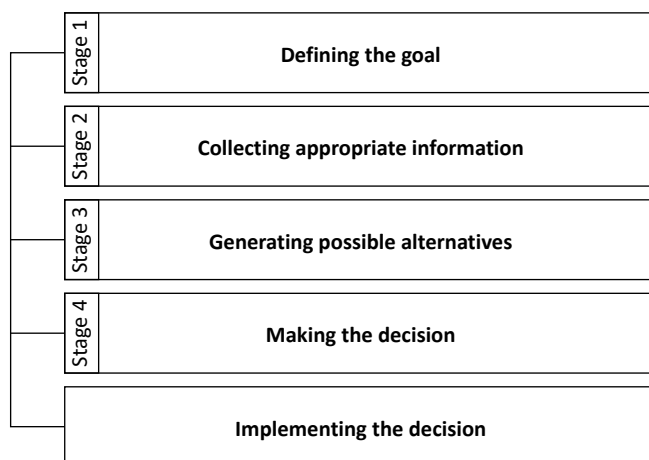 Stage 1
Defining the goal
Stage 2
Collecting appropriate information
Stage 3
Generating possible alternatives
Stage 4
Making the decision
Implementing the decision